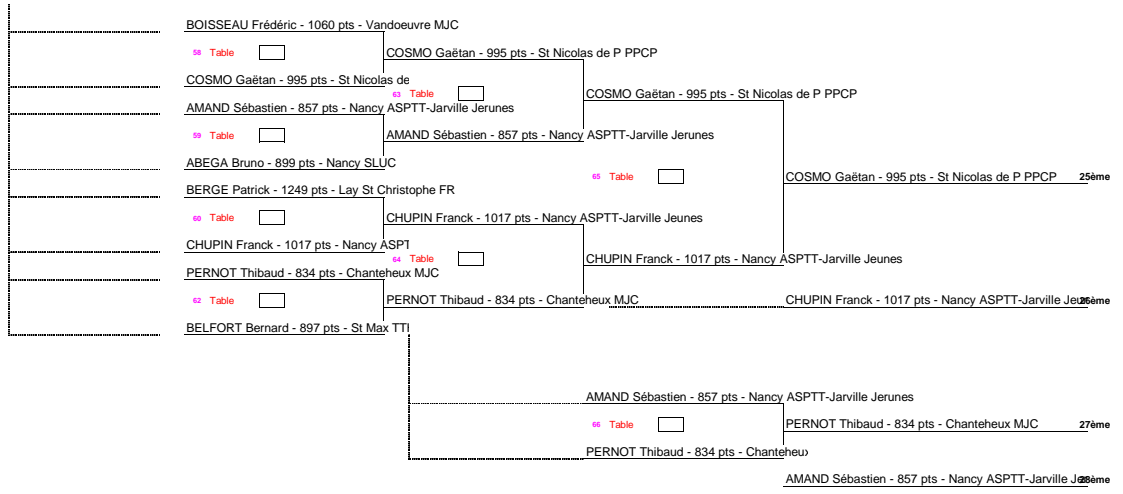 BOISSEAU Frédéric - 1060 pts - Vandoeuvre MJC
58 Table
COSMO Gaëtan - 995 pts - St Nicolas de P PPCP
COSMO Gaëtan - 995 pts - St Nicolas de
63 Table
COSMO Gaëtan - 995 pts - St Nicolas de P PPCP
AMAND Sébastien - 857 pts - Nancy ASPTT-Jarville Jerunes
59 Table
AMAND Sébastien - 857 pts - Nancy ASPTT-Jarville Jerunes
ABEGA Bruno - 899 pts - Nancy SLUC
65 Table
COSMO Gaëtan - 995 pts - St Nicolas de P PPCP 25ème
BERGE Patrick - 1249 pts - Lay St Christophe FR
60 Table
CHUPIN Franck - 1017 pts - Nancy ASPTT-Jarville Jeunes
CHUPIN Franck - 1017 pts - Nancy ASPT
64 Table
CHUPIN Franck - 1017 pts - Nancy ASPTT-Jarville Jeunes
PERNOT Thibaud - 834 pts - Chanteheux MJC
62 Table
PERNOT Thibaud - 834 pts - Chanteheux MJC
CHUPIN Franck - 1017 pts - Nancy ASPTT-Jarville Jeu 26ème
BELFORT Bernard - 897 pts - St Max TTI
AMAND Sébastien - 857 pts - Nancy ASPTT-Jarville Jerunes
66 Table
PERNOT Thibaud - 834 pts - Chanteheux MJC 27ème
PERNOT Thibaud - 834 pts - Chanteheux
AMAND Sébastien - 857 pts - Nancy ASPTT-Jarville Je 28ème